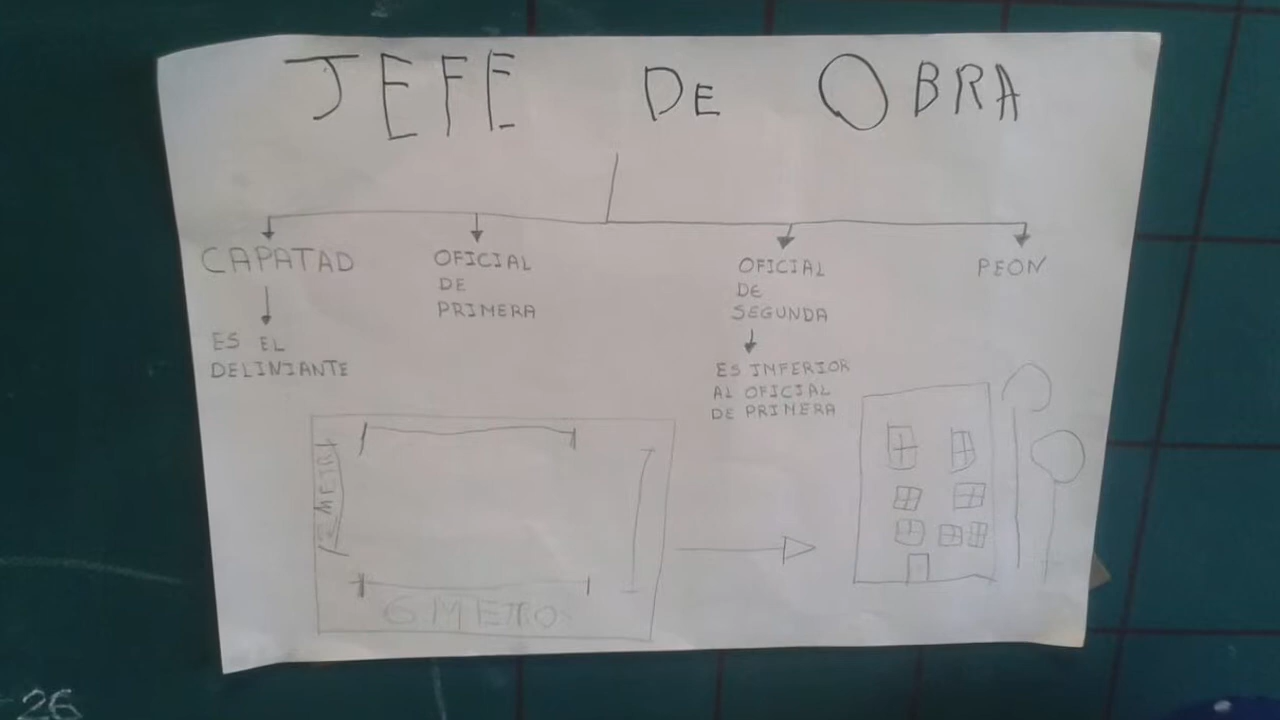 JEFE DE OBRA
CAPATAD
ES EL
DELINIANTE
OFICIAL
DE
PRIMERA
OFICIAL
DE
SEGUNDA
ES INFERIOR
AL OFICIAL
DE PRIMERA
PEON
6 METROS
26